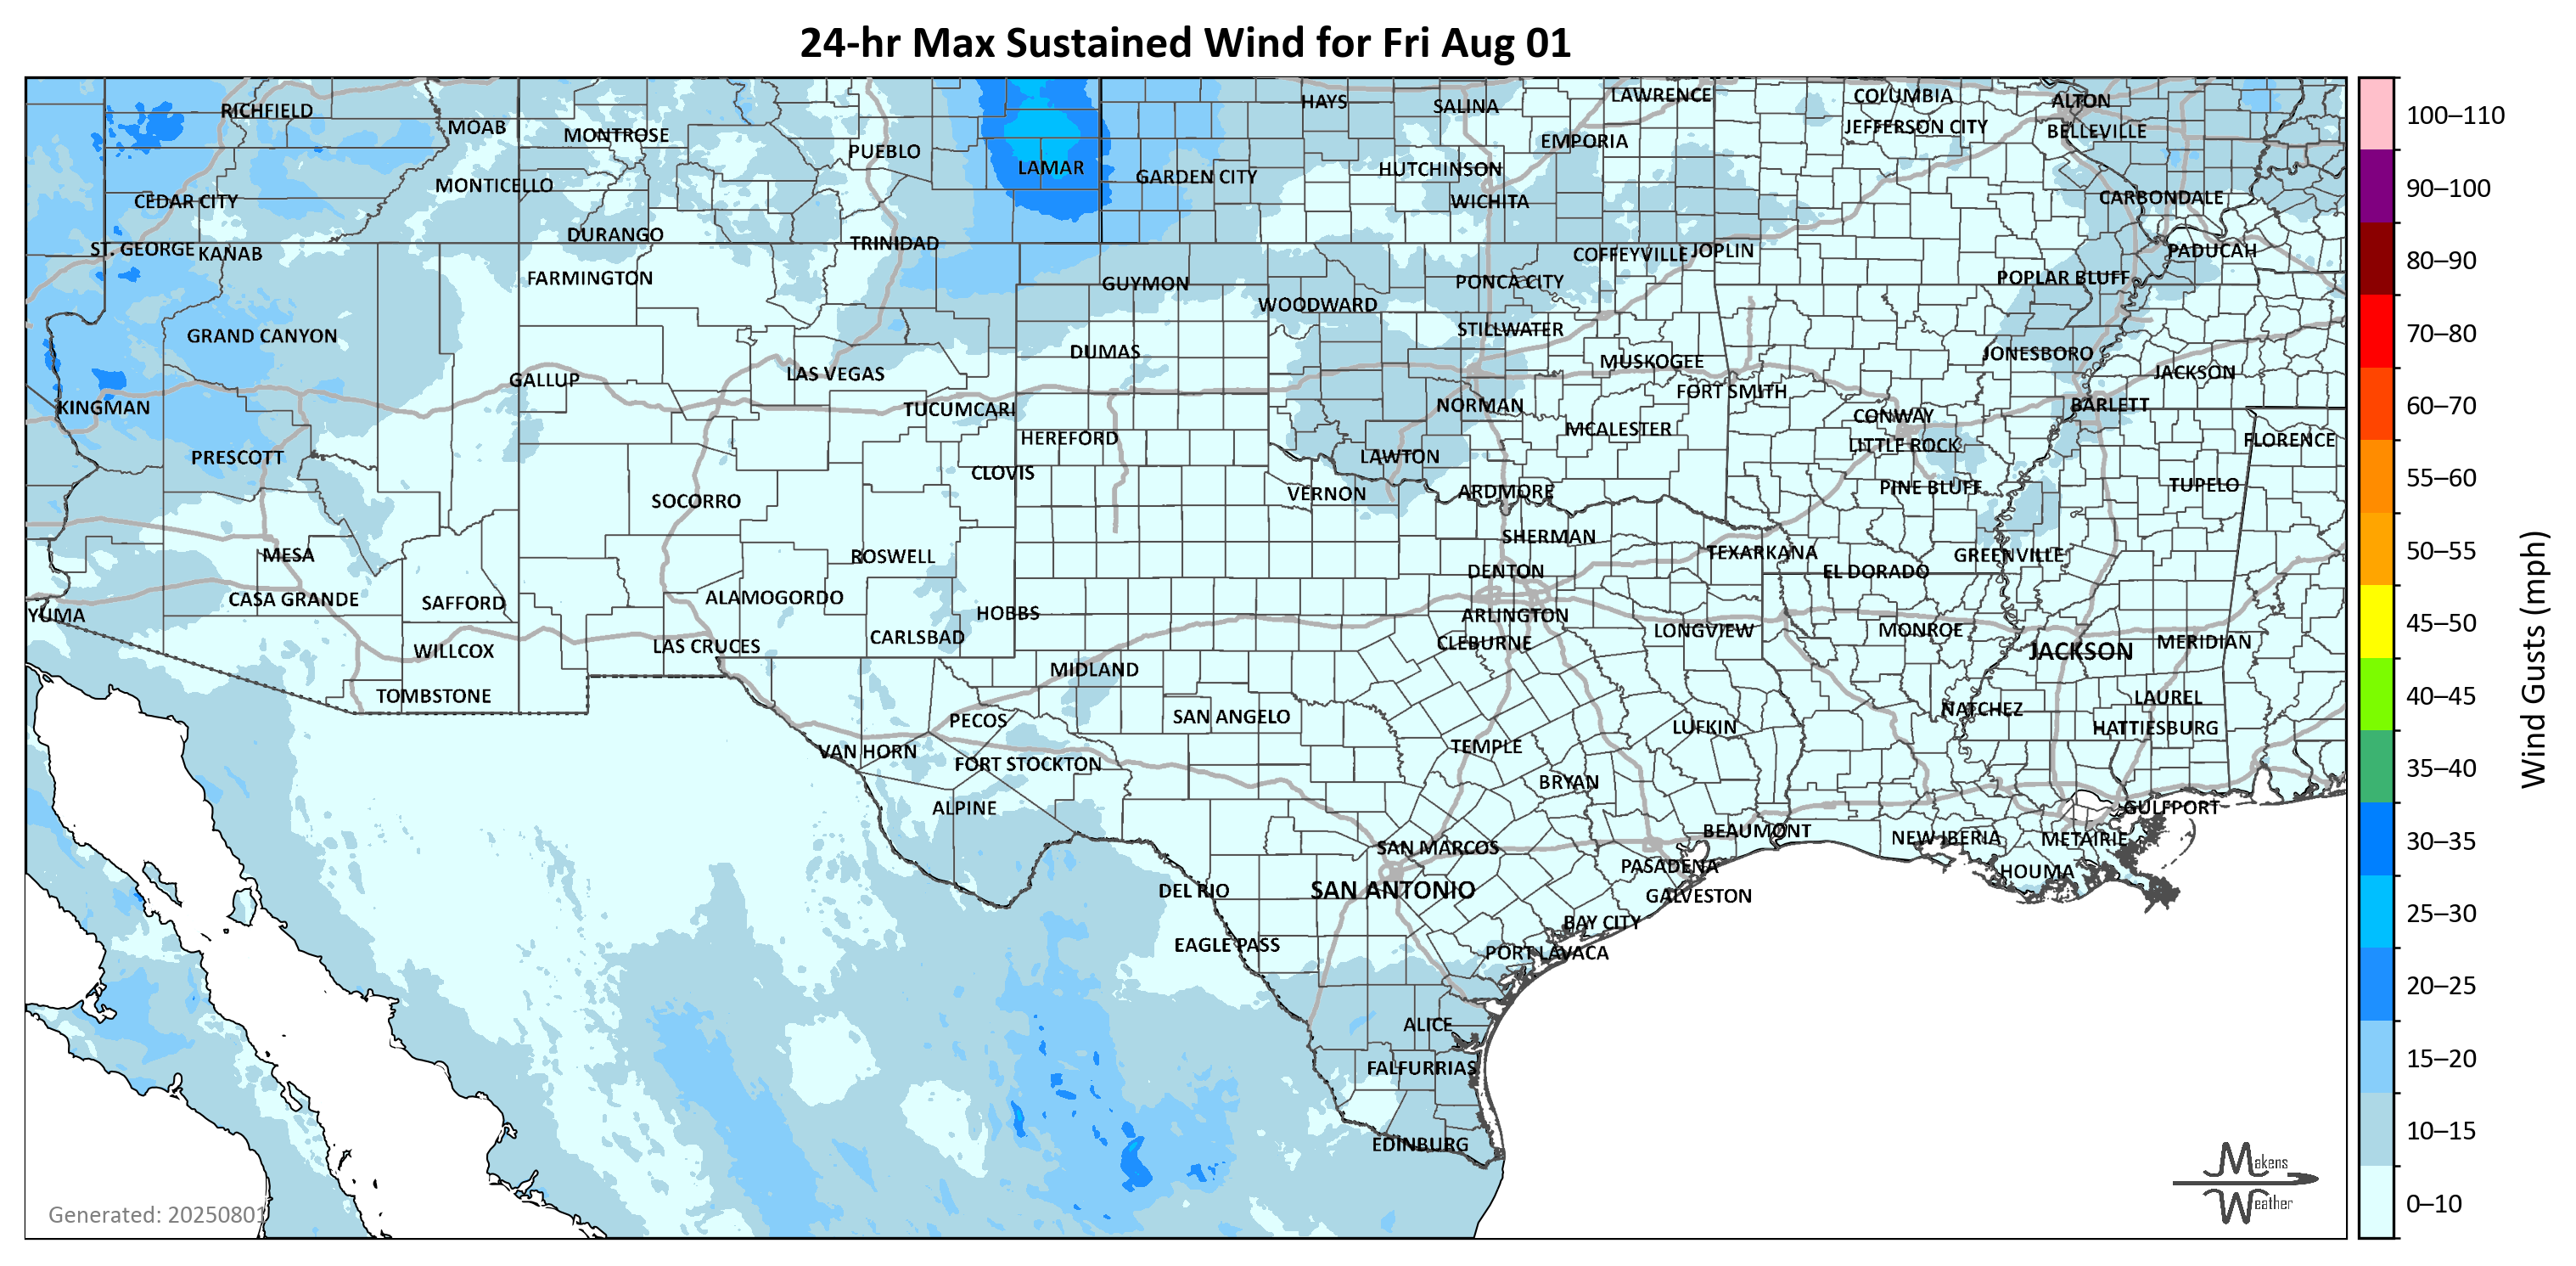 24-hr Max Sustained Wind for Fri Aug 01
RICHFIELD
MOAB
MONTROSE
PUEBLO
LAMAR
GARDEN CITY
HAYS
SALINA
LAWRENCE
EMPORIA
COLUMBIA
JEFFERSON CITY
ALTON
BELLEVILLE
HUTCHINSON
WICHITA
CARBONDALE
CEDAR CITY
MONTICELLO
DURANGO
TRINIDAD
ST. GEORGE
KANAB
FARMINGTON
GUYMON
WOODWARD
PONCA CITY
COFFEYVILLE
JOPLIN
POPLAR BLUFF
PADUCAH
GRAND CANYON
GALLUP
LAS VEGAS
DUMAS
STILLWATER
MUSKOGEE
FORT SMITH
JONESBORO
JACKSON
KINGMAN
PRESCOTT
TUCUMCARI
HEREFORD
CLOVIS
NORMAN
MCALESTER
LAWTON
CONWAY
LITTLE ROCK
BARLETT
FLORENCE
SOCORRO
VERNON
ARDMORE
PINE BLUFF
TUPELO
MESA
ROSWELL
SHERMAN
DENTON
TEXARKANA
EL DORADO
GREENVILLE
YUMA
CASA GRANDE
SAFFORD
ALAMOGORDO
HOBBS
ARLINGTON
CLEBURNE
LONGVIEW
MONROE
JACKSON
MERIDIAN
WILLCOX
LAS CRUCES
CARLSBAD
MIDLAND
TOMBSTONE
PECOS
SAN ANGELO
LUFKIN
NATCHEZ
LAUREL
HATTIESBURG
VAN HORN
FORT STOCKTON
TEMPLE
BRYAN
ALPINE
SAN MARCOS
BEAUMONT
NEW IBERIA
METAIRIE
GULFPORT
DEL RIO
SAN ANTONIO
PASADENA
GALVESTON
HOUMA
EAGLE PASS
BAY CITY
PORT LAVACA
ALICE
FALFURRIAS
EDINBURG
Generated: 20250801
Makens
Weather
100–110
90–100
80–90
70–80
60–70
55–60
50–55
45–50
40–45
35–40
30–35
25–30
20–25
15–20
10–15
0–10
Wind Gusts (mph)